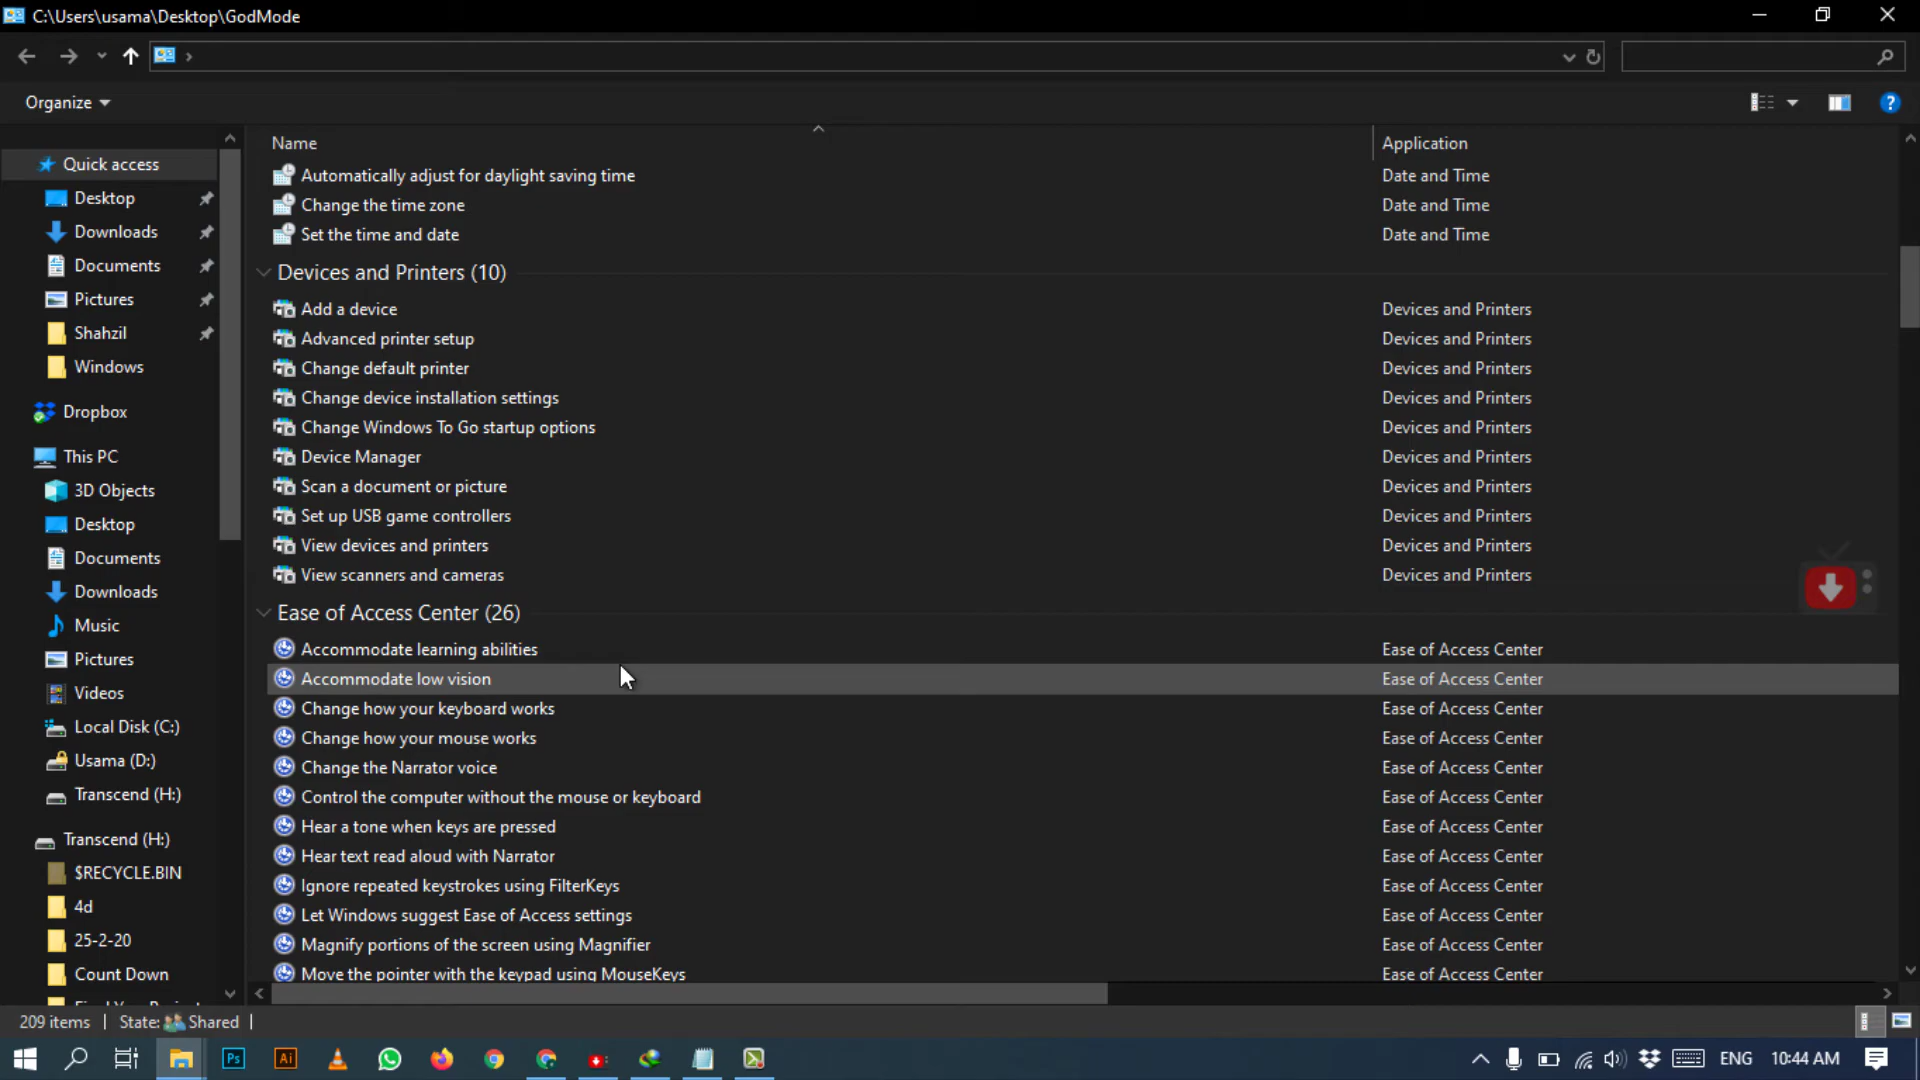 C:\Users\usama\Desktop\GodMode
Organize
Name Application
Quick access
Desktop
Downloads
Documents
Pictures
Shahzil
Windows
Dropbox
This PC
3D Objects
Desktop
Documents
Downloads
Music
Pictures
Videos
Local Disk (C:)
Usama (D:)
Transcend (H:)
Transcend (H:)
$RECYCLE.BIN
4d
25-2-20
Count Down
Automatically adjust for daylight saving time Date and Time
Change the time zone Date and Time
Set the time and date Date and Time
Devices and Printers (10)
Add a device Devices and Printers
Advanced printer setup Devices and Printers
Change default printer Devices and Printers
Change device installation settings Devices and Printers
Change Windows To Go startup options Devices and Printers
Device Manager Devices and Printers
Scan a document or picture Devices and Printers
Set up USB game controllers Devices and Printers
View devices and printers Devices and Printers
View scanners and cameras Devices and Printers
Ease of Access Center (26)
Accommodate learning abilities Ease of Access Center
Accommodate low vision Ease of Access Center
Change how your keyboard works Ease of Access Center
Change how your mouse works Ease of Access Center
Change the Narrator voice Ease of Access Center
Control the computer without the mouse or keyboard Ease of Access Center
Hear a tone when keys are pressed Ease of Access Center
Hear text read aloud with Narrator Ease of Access Center
Ignore repeated keystrokes using FilterKeys Ease of Access Center
Let Windows suggest Ease of Access settings Ease of Access Center
Magnify portions of the screen using Magnifier Ease of Access Center
Move the pointer with the keypad using MouseKeys Ease of Access Center
209 items State: Shared
Ps Ai ENG 10:44 AM